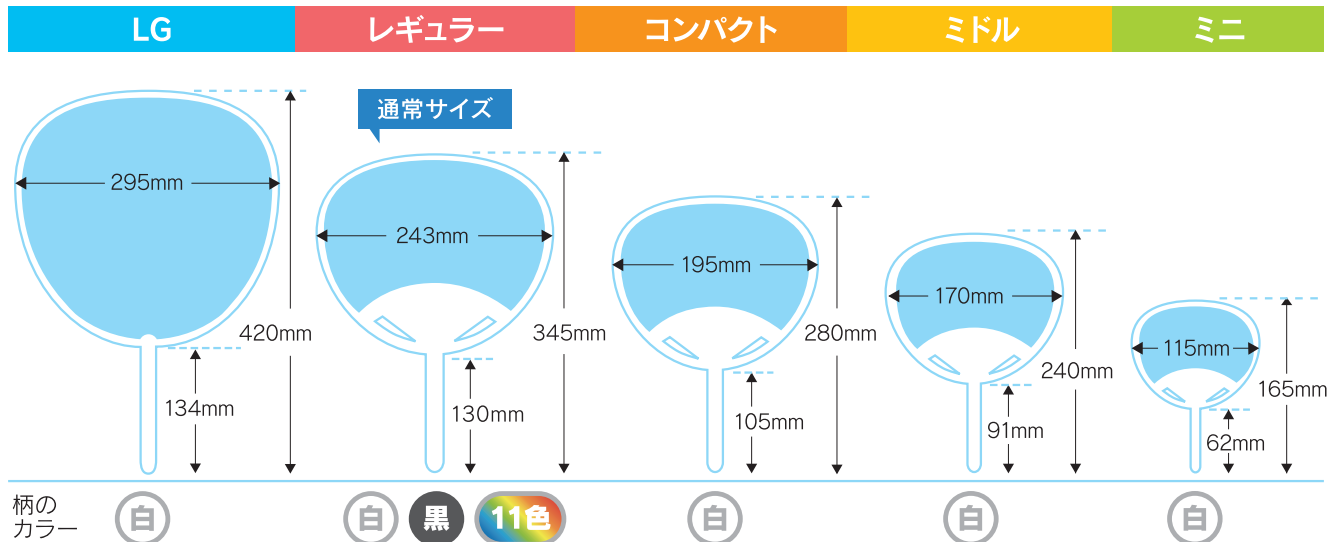 LG
レギュラー
コンパクト
ミドル
ミニ
通常サイズ
295mm
420mm
134mm
243mm
345mm
130mm
195mm
280mm
105mm
170mm
240mm
91mm
115mm
165mm
62mm
柄の
カラー
白
白
黒
11色
白
白
白